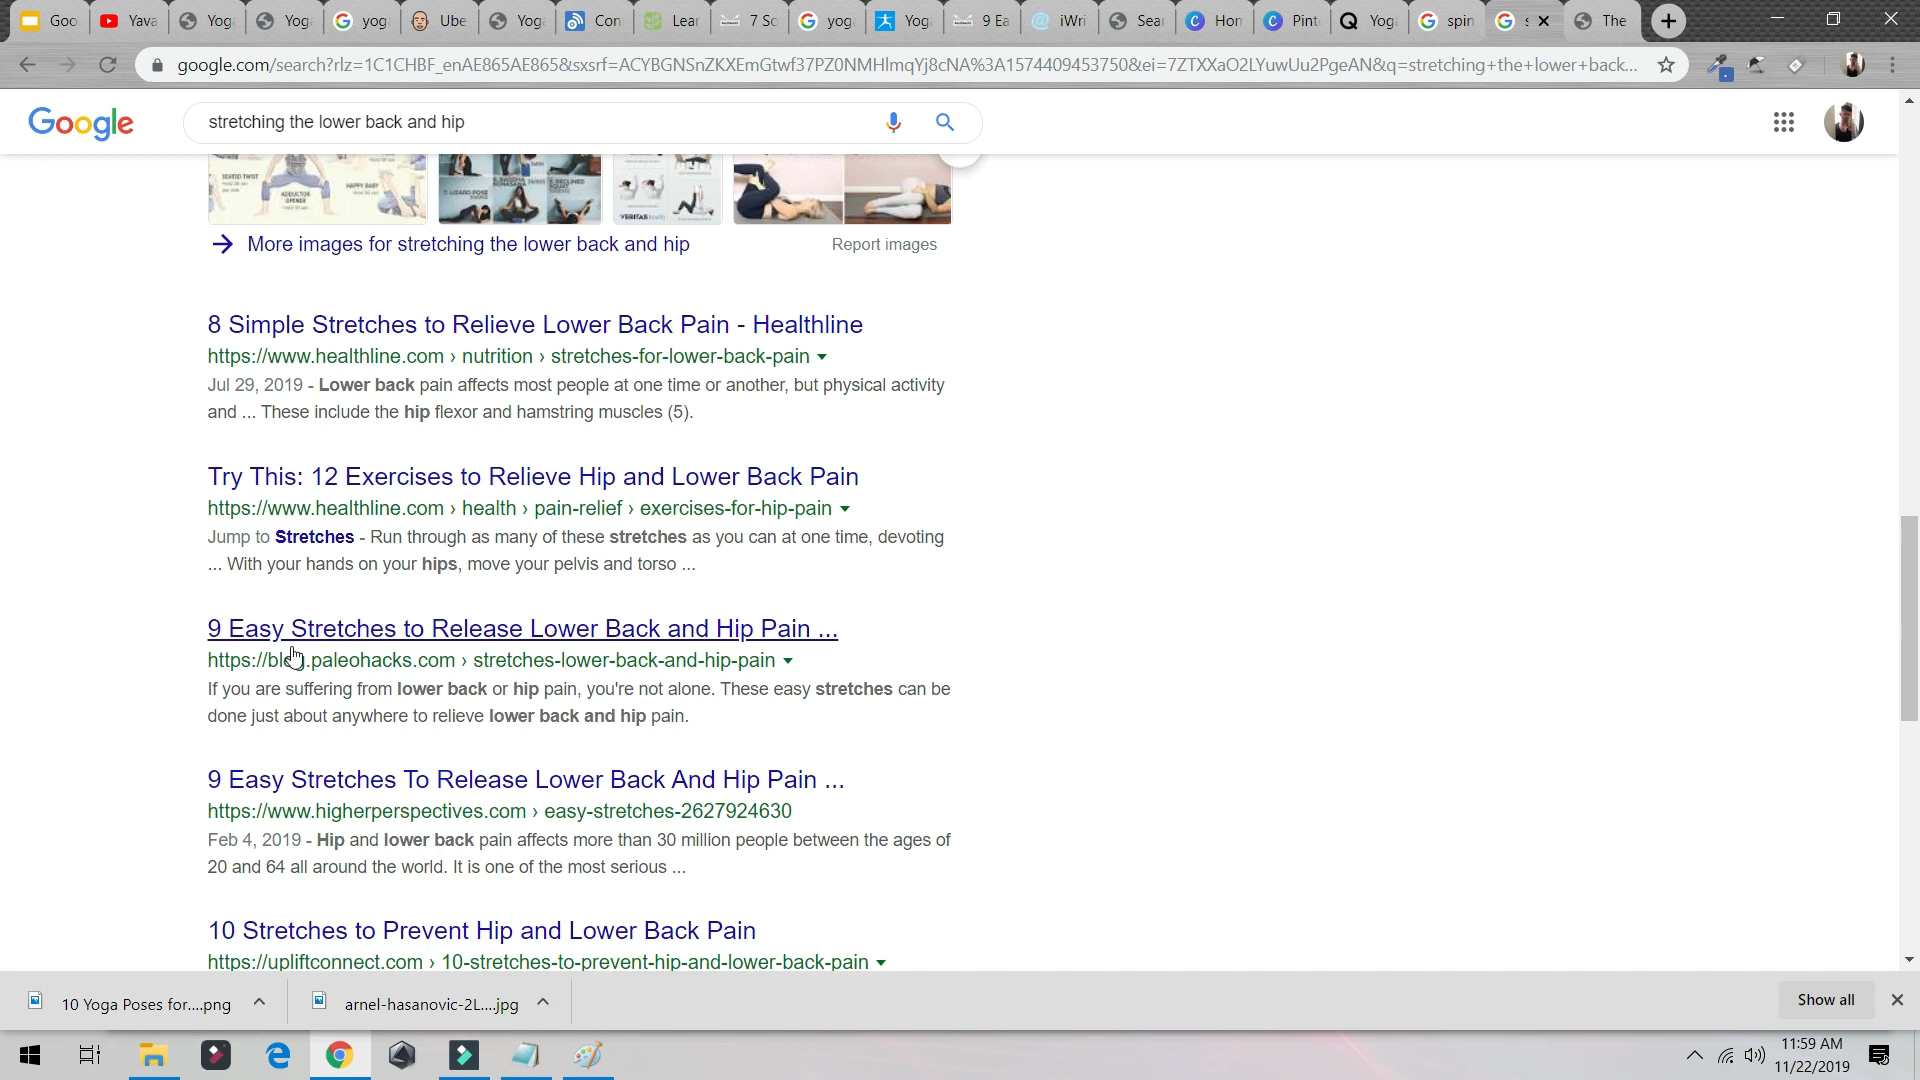 Goo
Yava
Yog
Yog
yog
Ube
Yog
Con
Lear
7 Sc
yog
Yog
9 Ea
iWri
Sear
Hon
Pint
Yog
spin
The
google.com/search?rlz=1C1CHBF_enAE865AE865&sxsrf=ACYBGNSnZKXEmGtwf37PZ0NMHlmqYj8cNA%3A1574409453750&ei=7ZTXXaO2LYuwUu2PgeAN&q=stretching+the+lower+back...
Google
stretching the lower back and hip
SEATED TWIST
ADDUCTOR OPENER
HAPPY BABY
VERITAS
More images for stretching the lower back and hip
Report images
8 Simple Stretches to Relieve Lower Back Pain - Healthline
https://www.healthline.com › nutrition › stretches-for-lower-back-pain
Jul 29, 2019 - Lower back pain affects most people at one time or another, but physical activity
and ... These include the hip flexor and hamstring muscles (5).
Try This: 12 Exercises to Relieve Hip and Lower Back Pain
https://www.healthline.com › health › pain-relief › exercises-for-hip-pain
Jump to Stretches - Run through as many of these stretches as you can at one time, devoting
... With your hands on your hips, move your pelvis and torso ...
9 Easy Stretches to Release Lower Back and Hip Pain ...
https://blog.paleohacks.com › stretches-lower-back-and-hip-pain
If you are suffering from lower back or hip pain, you're not alone. These easy stretches can be
done just about anywhere to relieve lower back and hip pain.
9 Easy Stretches To Release Lower Back And Hip Pain ...
https://www.higherperspectives.com › easy-stretches-2627924630
Feb 4, 2019 - Hip and lower back pain affects more than 30 million people between the ages of
20 and 64 all around the world. It is one of the most serious ...
10 Stretches to Prevent Hip and Lower Back Pain
https://upliftconnect.com › 10-stretches-to-prevent-hip-and-lower-back-pain
10 Yoga Poses for....png
arnel-hasanovic-2L....jpg
Show all
11:59 AM
11/22/2019